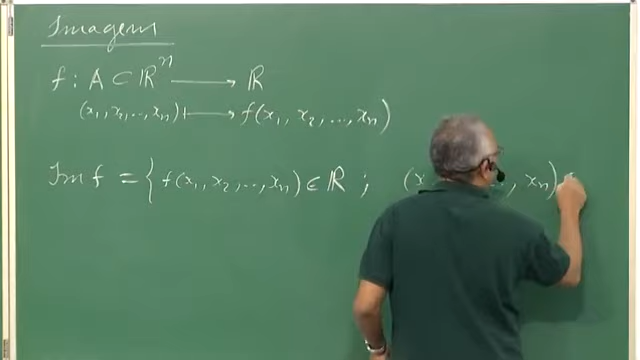 Imagem
f : A ⊂ ℝⁿ ⟶ ℝ
(x₁, x₂, ..., xₙ) ⟼ f(x₁, x₂, ..., xₙ)
Im f = { f(x₁, x₂, ..., xₙ) ∈ ℝ ; (x .., xₙ)